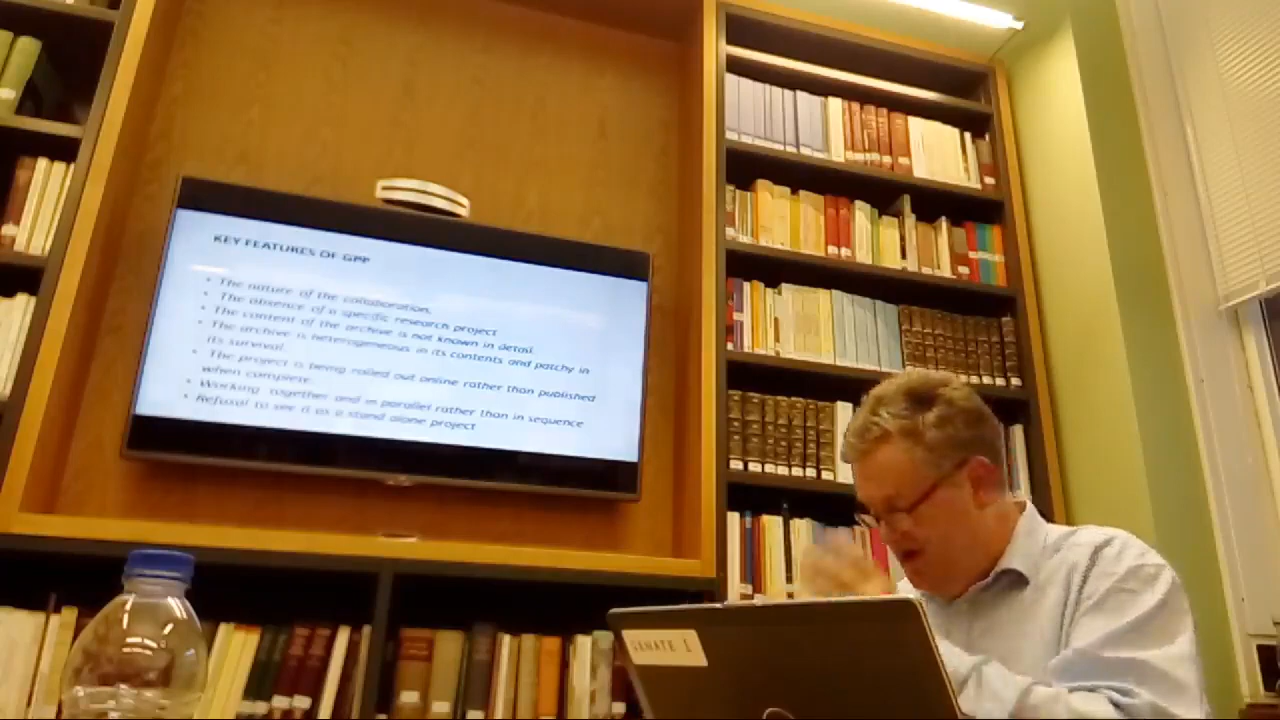 KEY FEATURES OF GPP
• The nature of the collaboration.
• The absence of a specific research project
• The content of the archive is not known in detail.
• The archive is heterogeneous in its contents and patchy in
its survival.
• The project is being rolled out online rather than published
when complete.
• Working together and in parallel rather than in sequence
• Refusal to see it as a stand alone project
SENATE 1